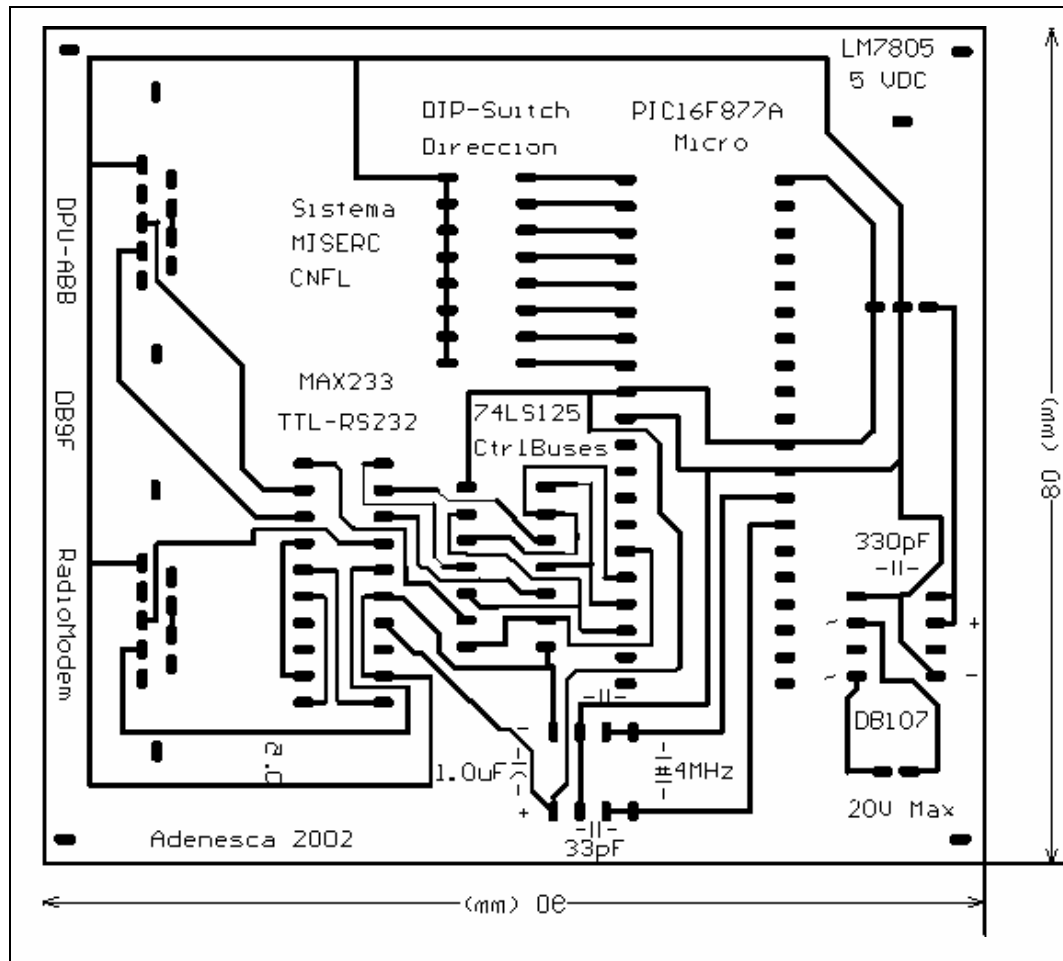 LM7805
5 VDC
DIP-Switch
Direccion
PIC16F877A
Micro
Sistema
MISERC
CNFL
DPU-ABB
DB9F
RadioModem
MAX233
TTL-RS232
74LS125
CtrlBuses
330pF
-||-
~
+
~
-
DB107
20V Max
-||-
-
1.0uF
+
4MHz
-||-
33pF
Adenesca 2002
80 (mm)
90 (mm)